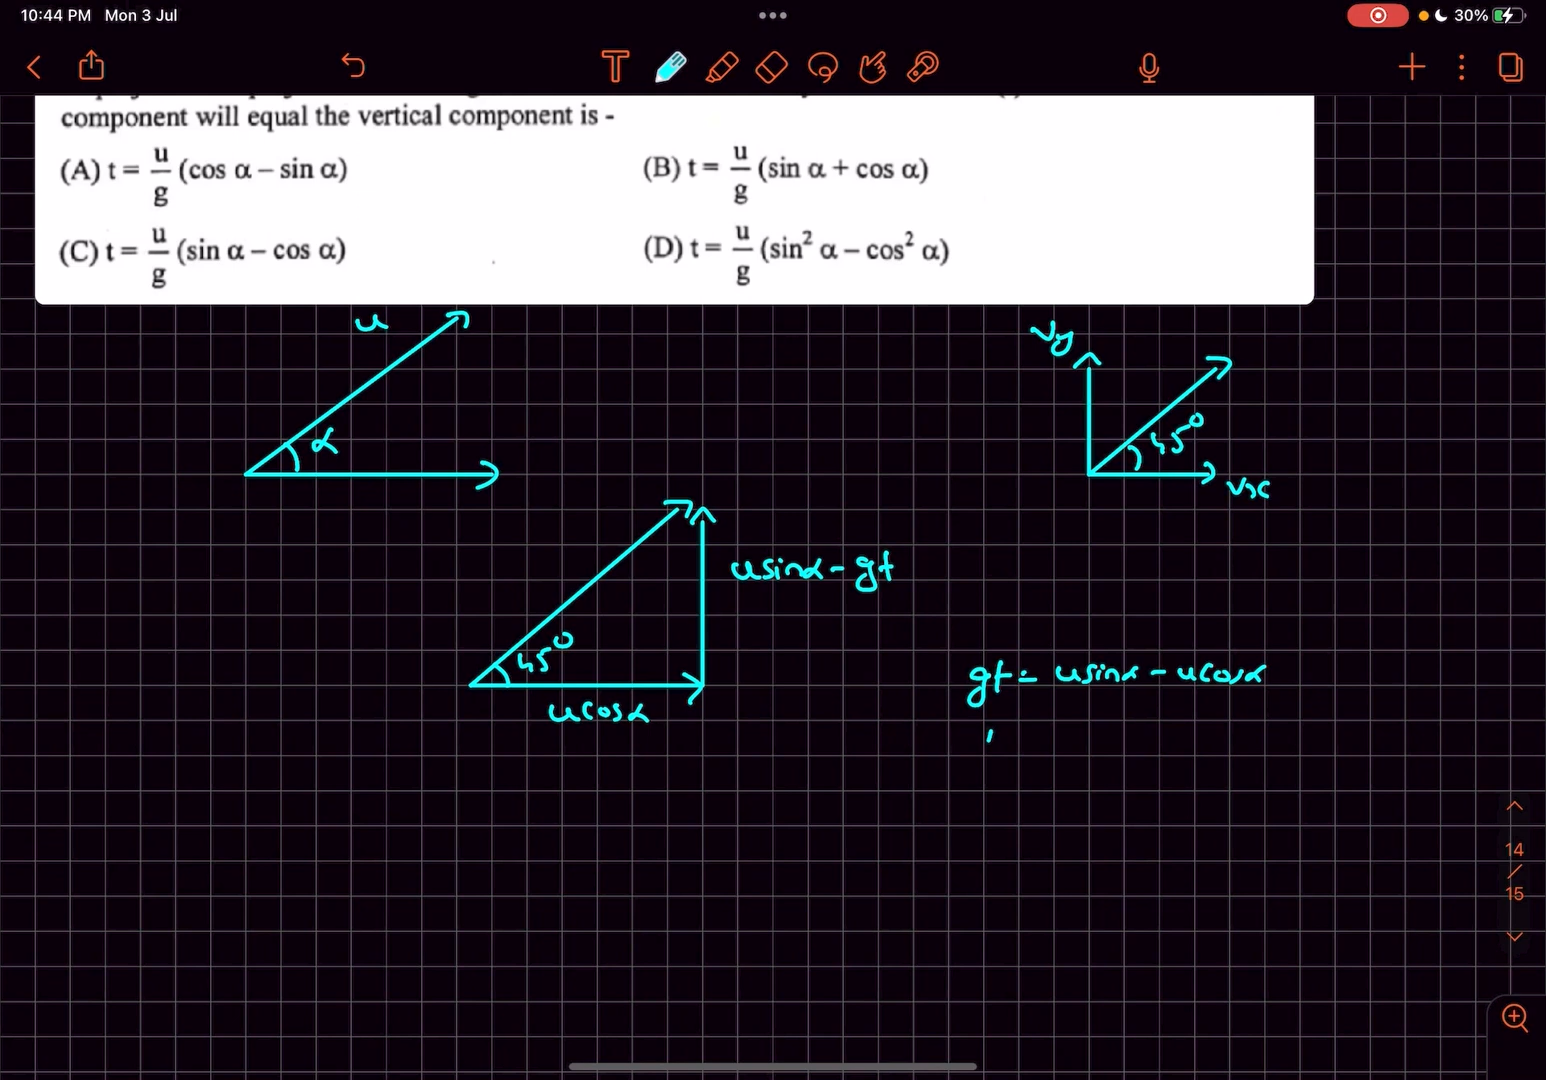 10:44 PM Mon 3 Jul
30%
component will equal the vertical component is -
(A) t = u/g (cos α – sin α)
(B) t = u/g (sin α + cos α)
(C) t = u/g (sin α – cos α)
(D) t = u/g (sin² α – cos² α)
u
α
vy
45°
vx
usinα - gt
45°
ucosα
gt = usinα - ucosα
14
/
15